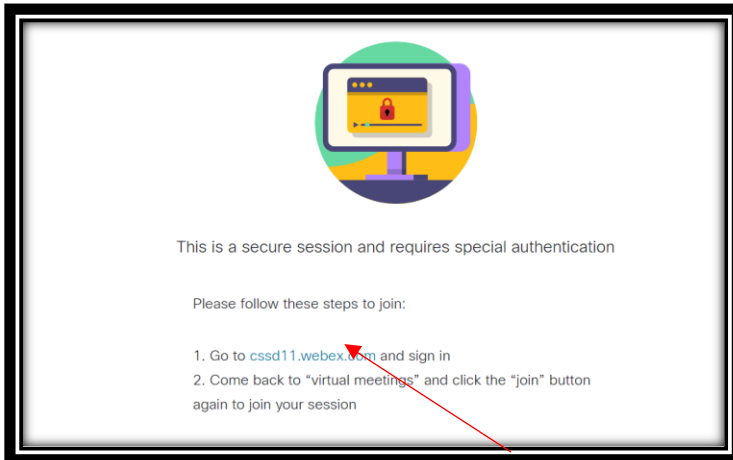 This is a secure session and requires special authentication
Please follow these steps to join:
1. Go to cssd11.webex.com and sign in
2. Come back to “virtual meetings” and click the “join” button
again to join your session